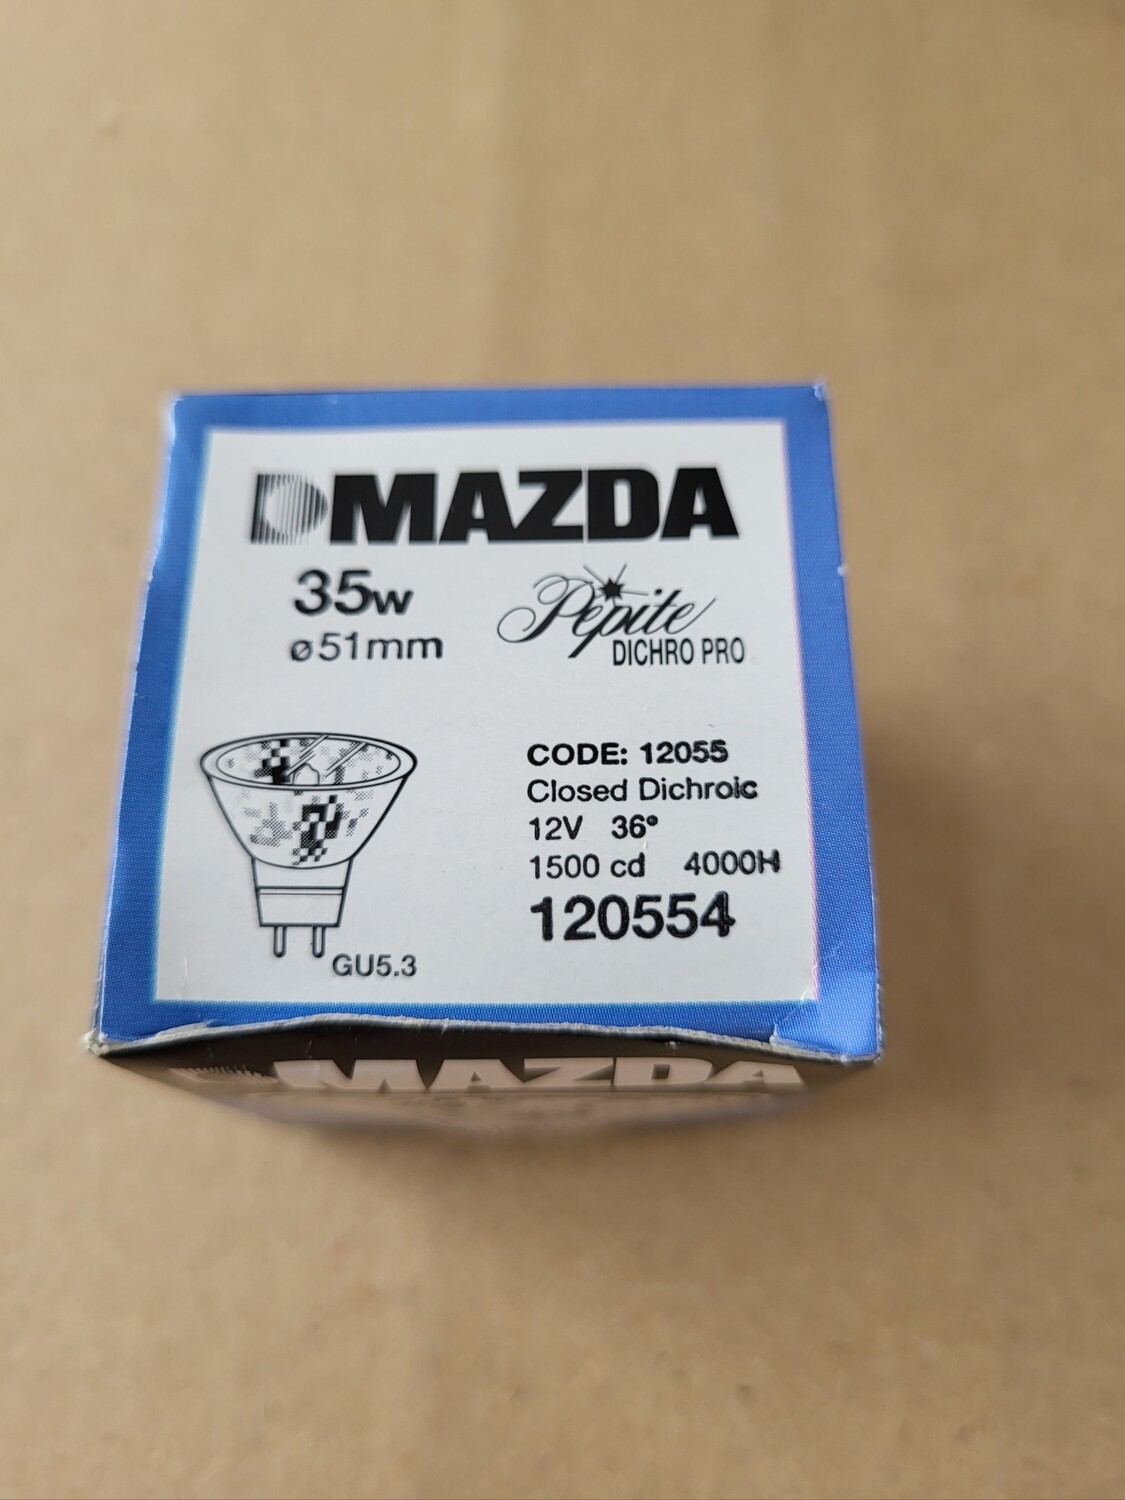 MAZDA
35w
ø51mm
Pépite
DICHRO PRO
CODE: 12055
Closed Dichroic
12V 36°
1500 cd 4000H
120554
GU5.3
MAZDA